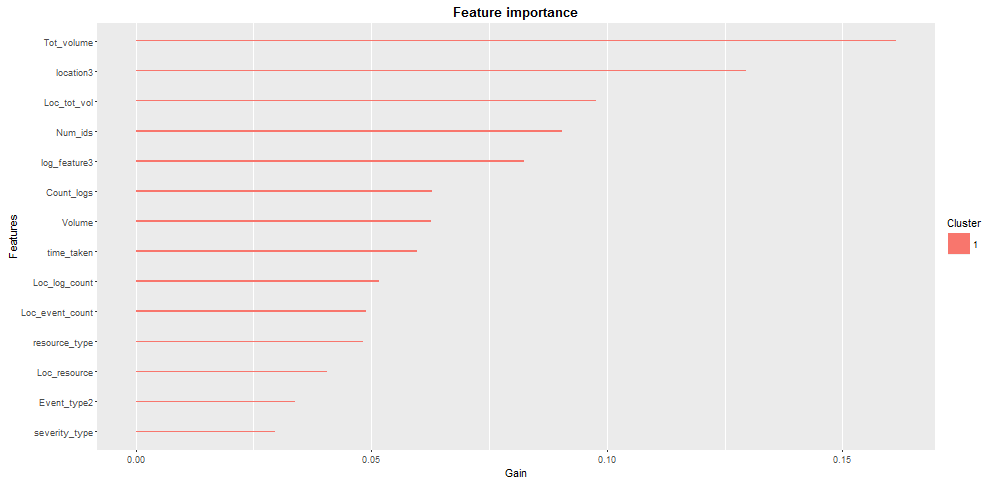 Feature importance
Features
Tot_volume
location3
Loc_tot_vol
Num_ids
log_feature3
Count_logs
Volume
time_taken
Loc_log_count
Loc_event_count
resource_type
Loc_resource
Event_type2
severity_type
0.00 0.05 0.10 0.15
Gain
Cluster
1